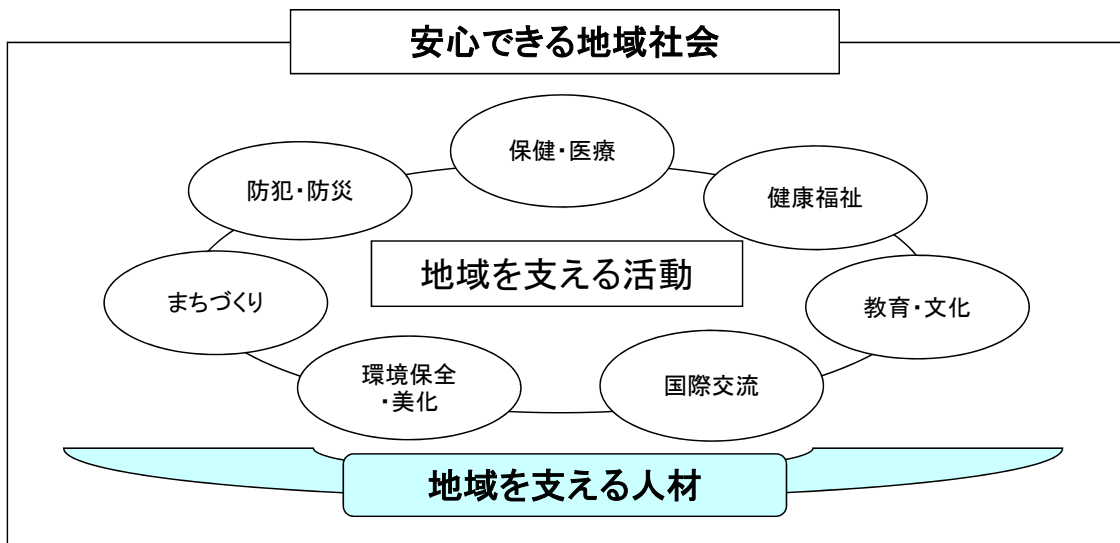 安心できる地域社会
保健・医療
防犯・防災
健康福祉
地域を支える活動
まちづくり
教育・文化
環境保全
・美化
国際交流
地域を支える人材